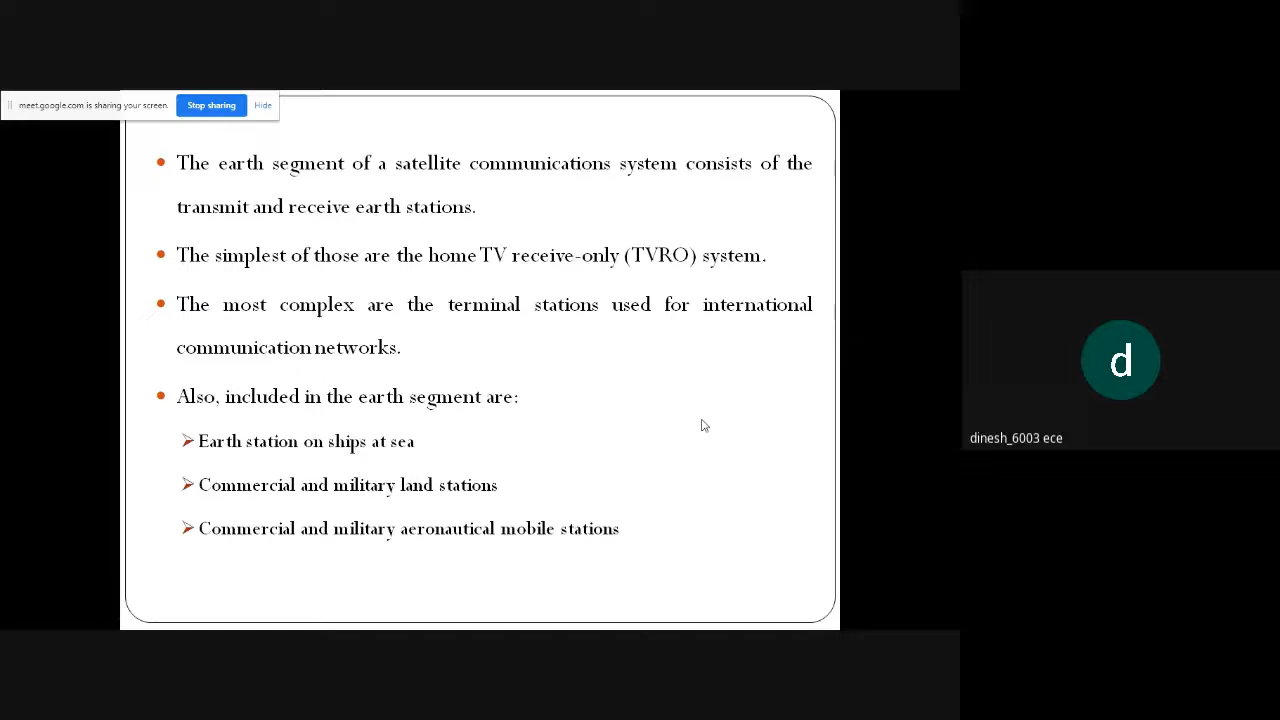 meet.google.com is sharing your screen.
Stop sharing
Hide
The earth segment of a satellite communications system consists of the
transmit and receive earth stations.
The simplest of those are the home TV receive-only (TVRO) system.
The most complex are the terminal stations used for international
communication networks.
Also, included in the earth segment are:
Earth station on ships at sea
Commercial and military land stations
Commercial and military aeronautical mobile stations
d
dinesh_6003 ece